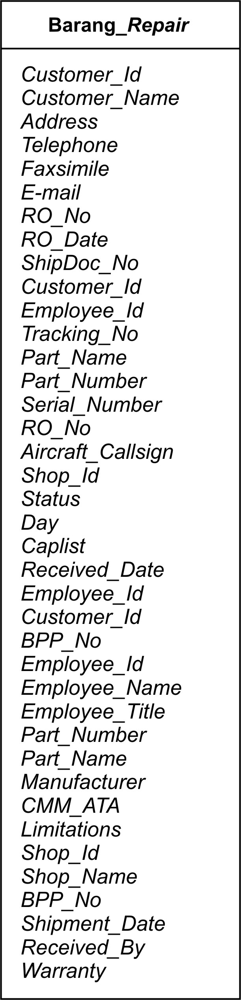 Barang_Repair
Customer_Id
Customer_Name
Address
Telephone
Faxsimile
E-mail
RO_No
RO_Date
ShipDoc_No
Customer_Id
Employee_Id
Tracking_No
Part_Name
Part_Number
Serial_Number
RO_No
Aircraft_Callsign
Shop_Id
Status
Day
Caplist
Received_Date
Employee_Id
Customer_Id
BPP_No
Employee_Id
Employee_Name
Employee_Title
Part_Number
Part_Name
Manufacturer
CMM_ATA
Limitations
Shop_Id
Shop_Name
BPP_No
Shipment_Date
Received_By
Warranty